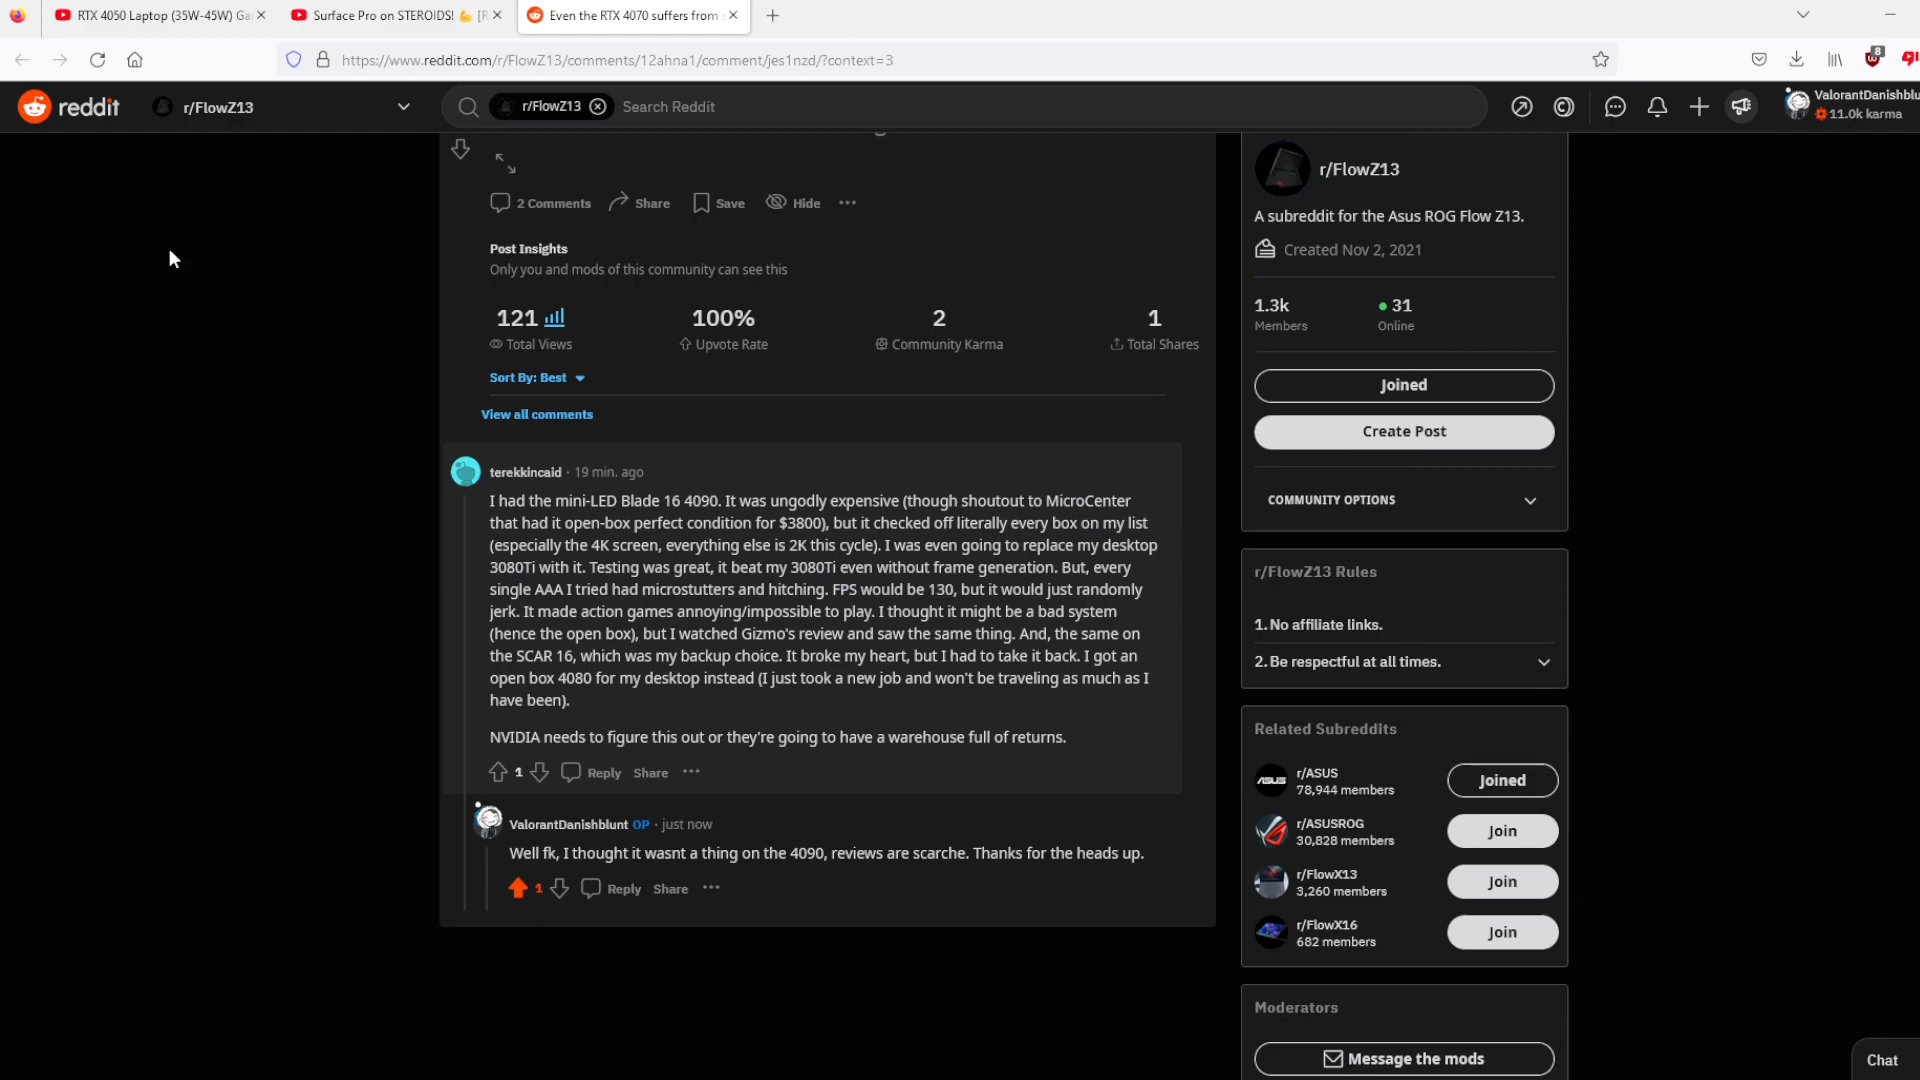 RTX 4050 Laptop (35W-45W) Ga
Surface Pro on STEROIDS! 💪 [R
Even the RTX 4070 suffers from s
https://www.reddit.com/r/FlowZ13/comments/12ahna1/comment/jes1nzd/?context=3
8
reddit
r/FlowZ13
r/FlowZ13
Search Reddit
ValorantDanishblu
11.0k karma
2 Comments
Share
Save
Hide
Post Insights
Only you and mods of this community can see this
121
100%
2
1
Total Views
Upvote Rate
Community Karma
Total Shares
Sort By: Best
View all comments
terekkincaid · 19 min. ago
I had the mini-LED Blade 16 4090. It was ungodly expensive (though shoutout to MicroCenter
that had it open-box perfect condition for $3800), but it checked off literally every box on my list
(especially the 4K screen, everything else is 2K this cycle). I was even going to replace my desktop
3080Ti with it. Testing was great, it beat my 3080Ti even without frame generation. But, every
single AAA I tried had microstutters and hitching. FPS would be 130, but it would just randomly
jerk. It made action games annoying/impossible to play. I thought it might be a bad system
(hence the open box), but I watched Gizmo's review and saw the same thing. And, the same on
the SCAR 16, which was my backup choice. It broke my heart, but I had to take it back. I got an
open box 4080 for my desktop instead (I just took a new job and won't be traveling as much as I
have been).
NVIDIA needs to figure this out or they're going to have a warehouse full of returns.
1
Reply
Share
ValorantDanishblunt OP · just now
Well fk, I thought it wasnt a thing on the 4090, reviews are scarche. Thanks for the heads up.
1
Reply
Share
r/FlowZ13
A subreddit for the Asus ROG Flow Z13.
Created Nov 2, 2021
1.3k
31
Members
Online
Joined
Create Post
COMMUNITY OPTIONS
r/FlowZ13 Rules
1. No affiliate links.
2. Be respectful at all times.
Related Subreddits
ASUS
r/ASUS
78,944 members
Joined
r/ASUSROG
30,828 members
Join
r/FlowX13
3,260 members
Join
r/FlowX16
682 members
Join
Moderators
Message the mods
Chat